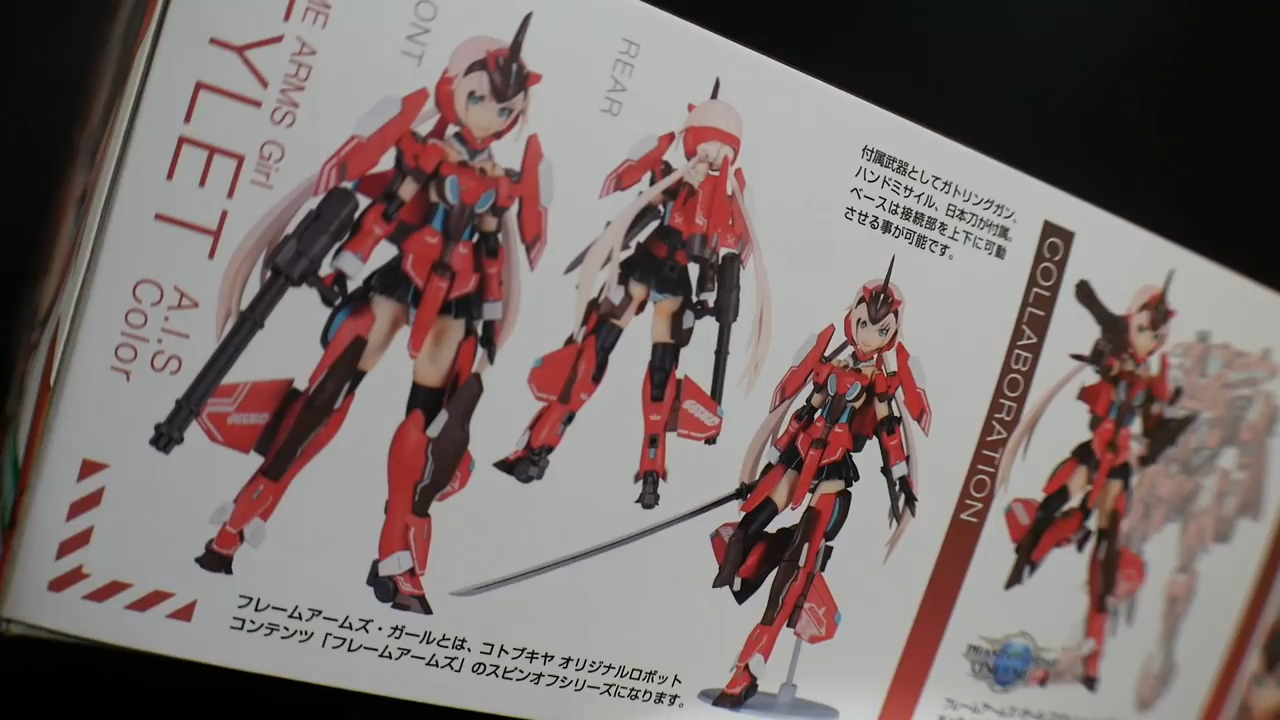 ME ARMS Girl
YLET
A.I.S
Color
ONT
REAR
付属武器としてガトリングガン、
ハンドミサイル、日本刀が付属。
ベースは接続部を上下に可動
させる事が可能です。
COLLABORATION
フレームアームズ・ガールとは、コトブキヤ オリジナルロボット
コンテンツ「フレームアームズ」のスピンオフシリーズになります。